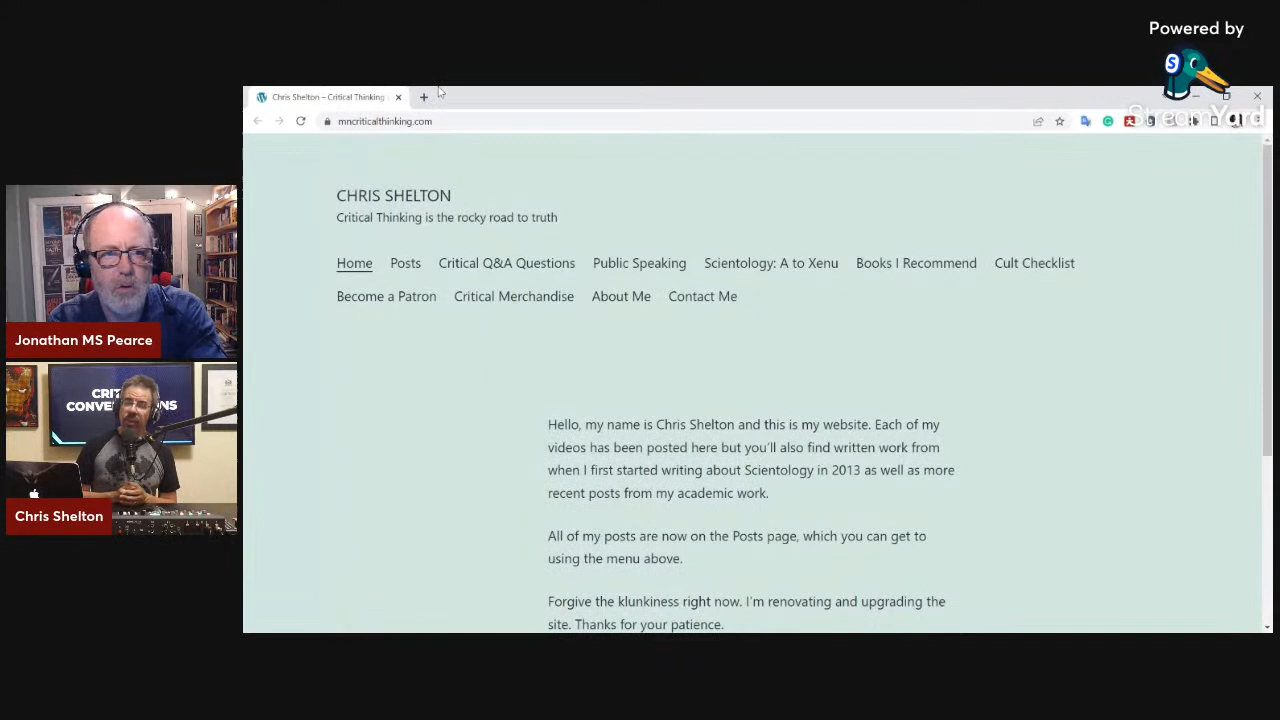 Powered by
StreamYard
Chris Shelton – Critical Thinking
mncriticalthinking.com
CHRIS SHELTON
Critical Thinking is the rocky road to truth
Home Posts Critical Q&A Questions Public Speaking Scientology: A to Xenu Books I Recommend Cult Checklist
Become a Patron Critical Merchandise About Me Contact Me
Hello, my name is Chris Shelton and this is my website. Each of my
videos has been posted here but you'll also find written work from
when I first started writing about Scientology in 2013 as well as more
recent posts from my academic work.
All of my posts are now on the Posts page, which you can get to
using the menu above.
Forgive the klunkiness right now. I'm renovating and upgrading the
site. Thanks for your patience.
Jonathan MS Pearce
Chris Shelton